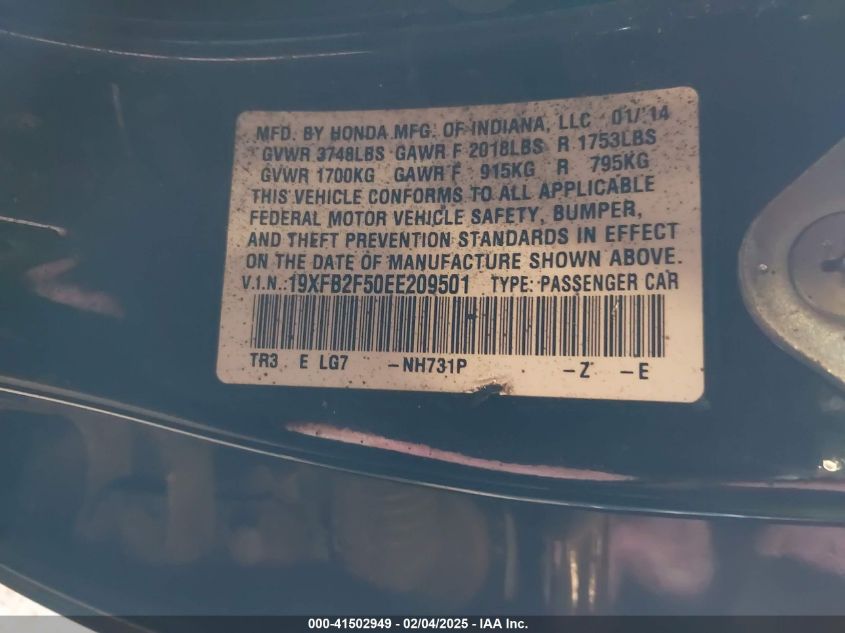 MFD. BY HONDA MFG. OF INDIANA, LLC 01/'14
GVWR 3748LBS GAWR F 2018LBS R 1753LBS
GVWR 1700KG GAWR F 915KG R 795KG
THIS VEHICLE CONFORMS TO ALL APPLICABLE
FEDERAL MOTOR VEHICLE SAFETY, BUMPER,
AND THEFT PREVENTION STANDARDS IN EFFECT
ON THE DATE OF MANUFACTURE SHOWN ABOVE.
V.I.N.:19XFB2F50EE209501 TYPE: PASSENGER CAR
TR3 E LG7 -NH731P -Z -E
000-41502949 - 02/04/2025 - IAA Inc.